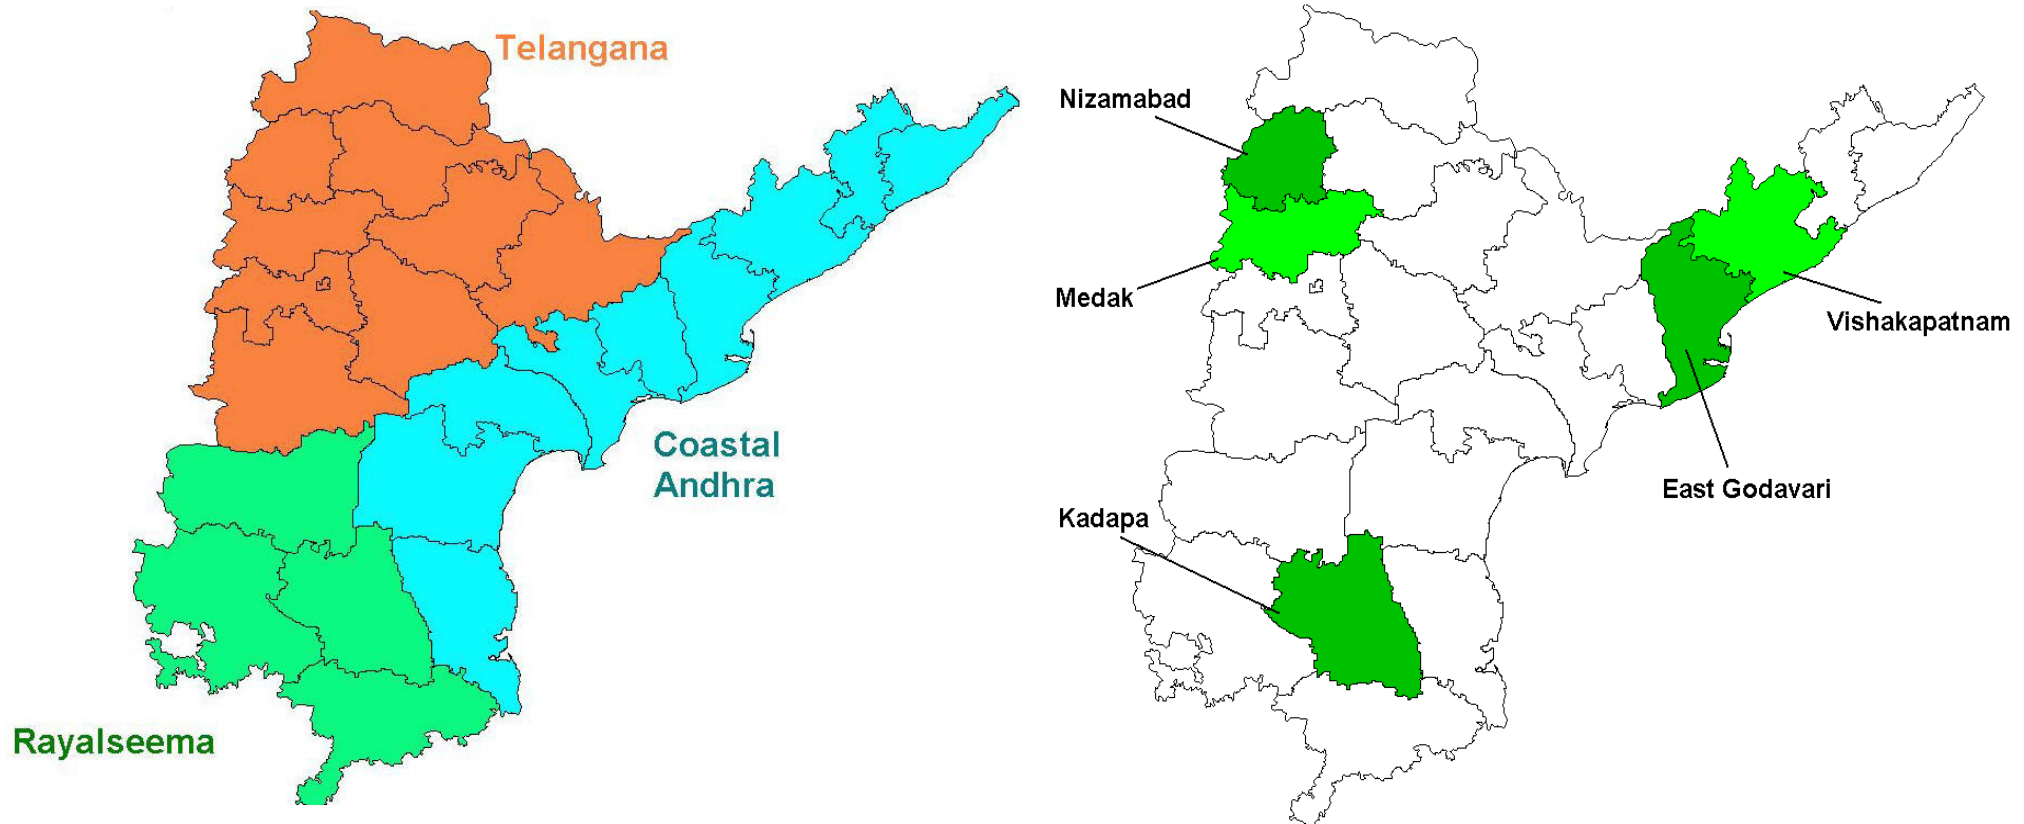 Telangana
Coastal
Andhra
Rayalseema
Nizamabad
Medak
Vishakapatnam
East Godavari
Kadapa